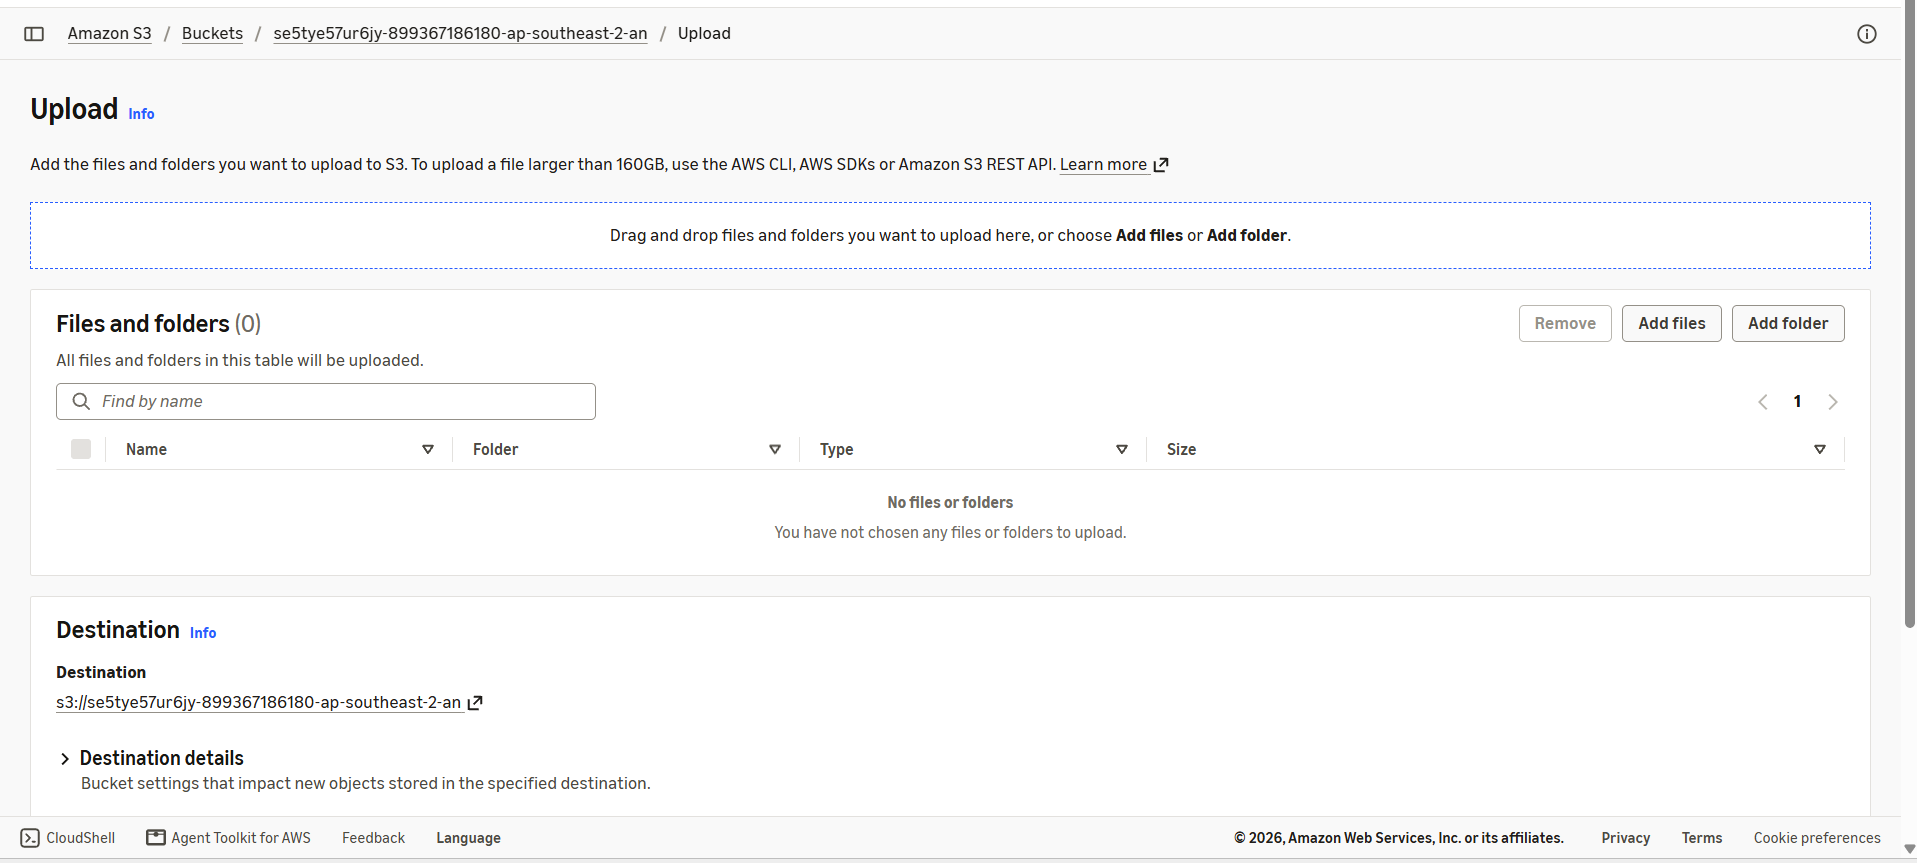 Amazon S3 / Buckets / se5tye57ur6jy-899367186180-ap-southeast-2-an / Upload
Upload Info
Add the files and folders you want to upload to S3. To upload a file larger than 160GB, use the AWS CLI, AWS SDKs or Amazon S3 REST API. Learn more
Drag and drop files and folders you want to upload here, or choose Add files or Add folder.
Files and folders (0)
Remove
Add files
Add folder
All files and folders in this table will be uploaded.
Find by name
1
Name Folder Type Size
No files or folders
You have not chosen any files or folders to upload.
Destination Info
Destination
s3://se5tye57ur6jy-899367186180-ap-southeast-2-an
Destination details
Bucket settings that impact new objects stored in the specified destination.
CloudShell Agent Toolkit for AWS Feedback Language © 2026, Amazon Web Services, Inc. or its affiliates. Privacy Terms Cookie preferences